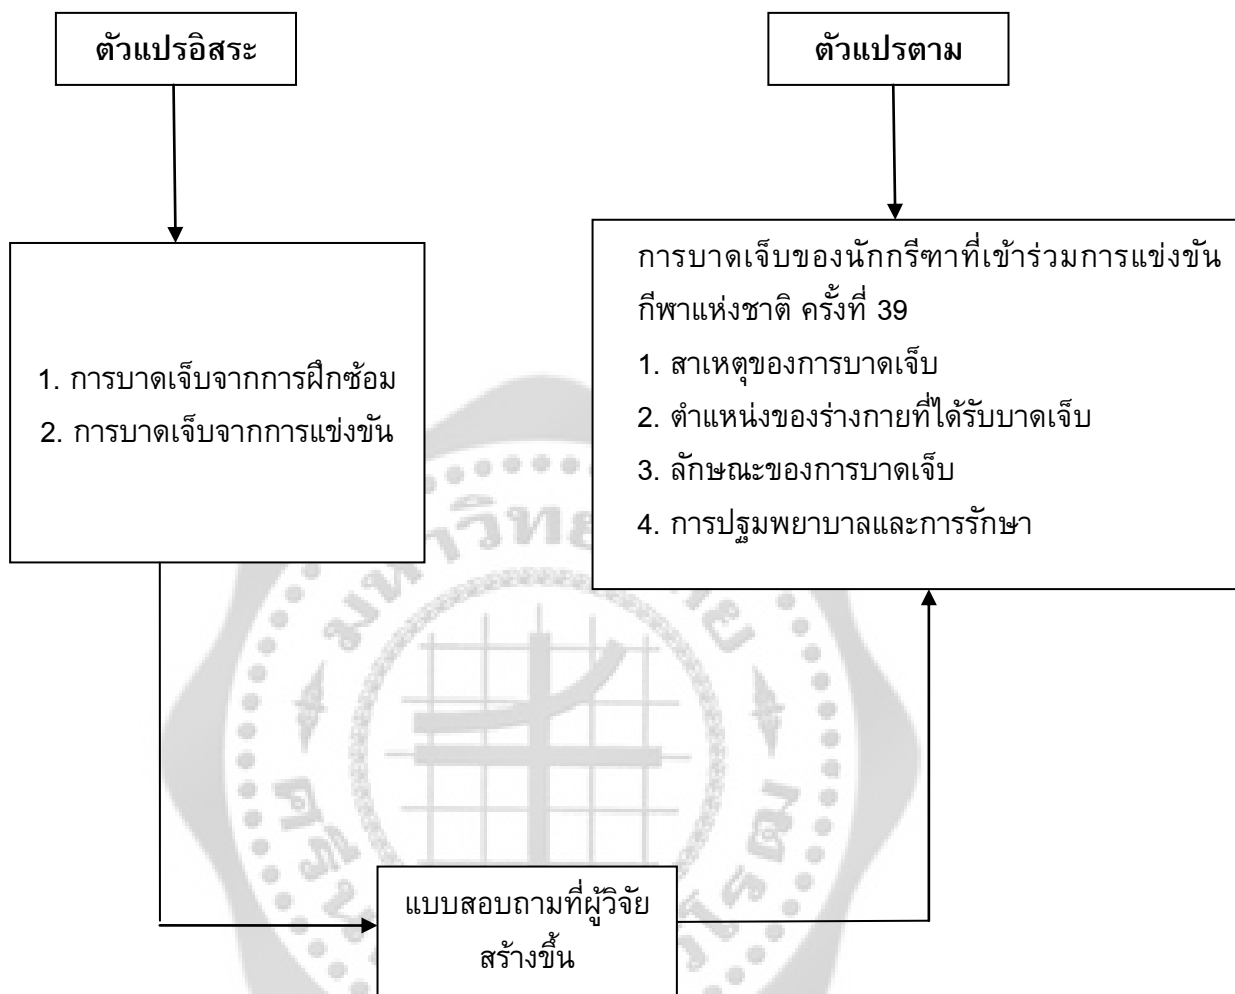 ตัวแปรอิสระ
ตัวแปรตาม
1. การบาดเจ็บจากการฝึกซ้อม
2. การบาดเจ็บจากการแข่งขัน
การบาดเจ็บของนักกรีฑาที่เข้าร่วมการแข่งขัน
กีฬาแห่งชาติ ครั้งที่ 39
1. สาเหตุของการบาดเจ็บ
2. ตำแหน่งของร่างกายที่ได้รับบาดเจ็บ
3. ลักษณะของการบาดเจ็บ
4. การปฐมพยาบาลและการรักษา
แบบสอบถามที่ผู้วิจัย
สร้างขึ้น